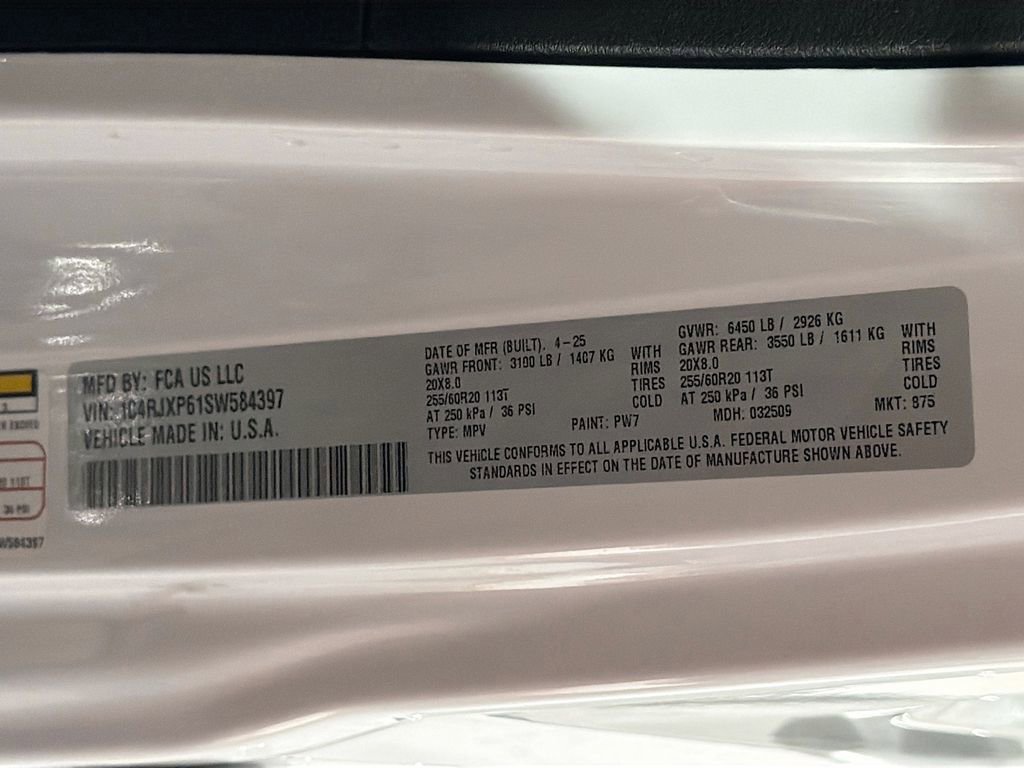 MFD BY: FCA US LLC
VIN: 1C4RJXP61SW584397
VEHICLE MADE IN: U.S.A.
DATE OF MFR (BUILT), 4-25
GAWR FRONT: 3100 LB / 1407 KG WITH
20X8.0 RIMS
255/60R20 113T TIRES
AT 250 kPa / 36 PSI COLD
TYPE: MPV PAINT: PW7
GVWR: 6450 LB / 2926 KG
GAWR REAR: 3550 LB / 1611 KG WITH
20X8.0 RIMS
255/60R20 113T TIRES
AT 250 kPa / 36 PSI COLD
MDH: 032509 MKT: 875
THIS VEHICLE CONFORMS TO ALL APPLICABLE U.S.A. FEDERAL MOTOR VEHICLE SAFETY
STANDARDS IN EFFECT ON THE DATE OF MANUFACTURE SHOWN ABOVE.
36 PSI
W584397